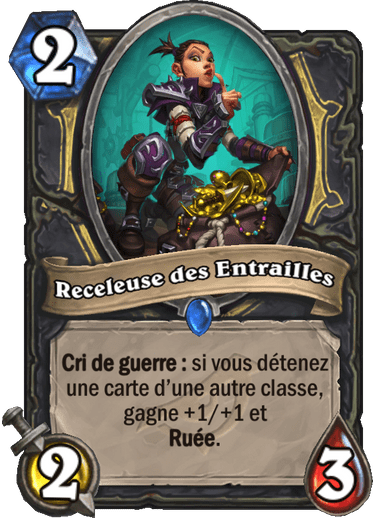 2
Receleuse des Entrailles
Cri de guerre : si vous détenez
une carte d’une autre classe,
gagne +1/+1 et
Ruée.
2
3